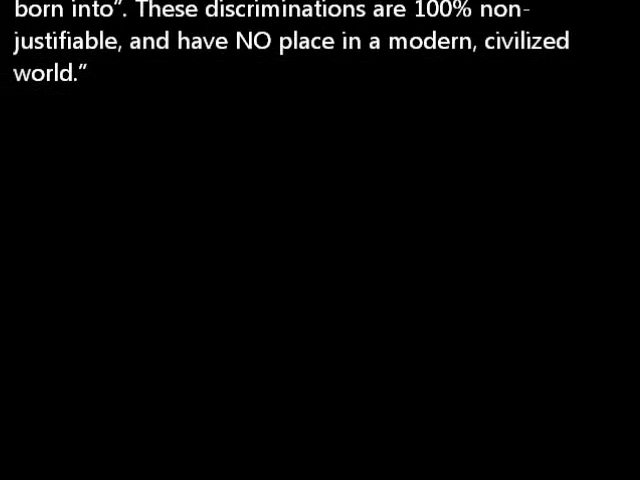 born into”. These discriminations are 100% non-
justifiable, and have NO place in a modern, civilized
world.”